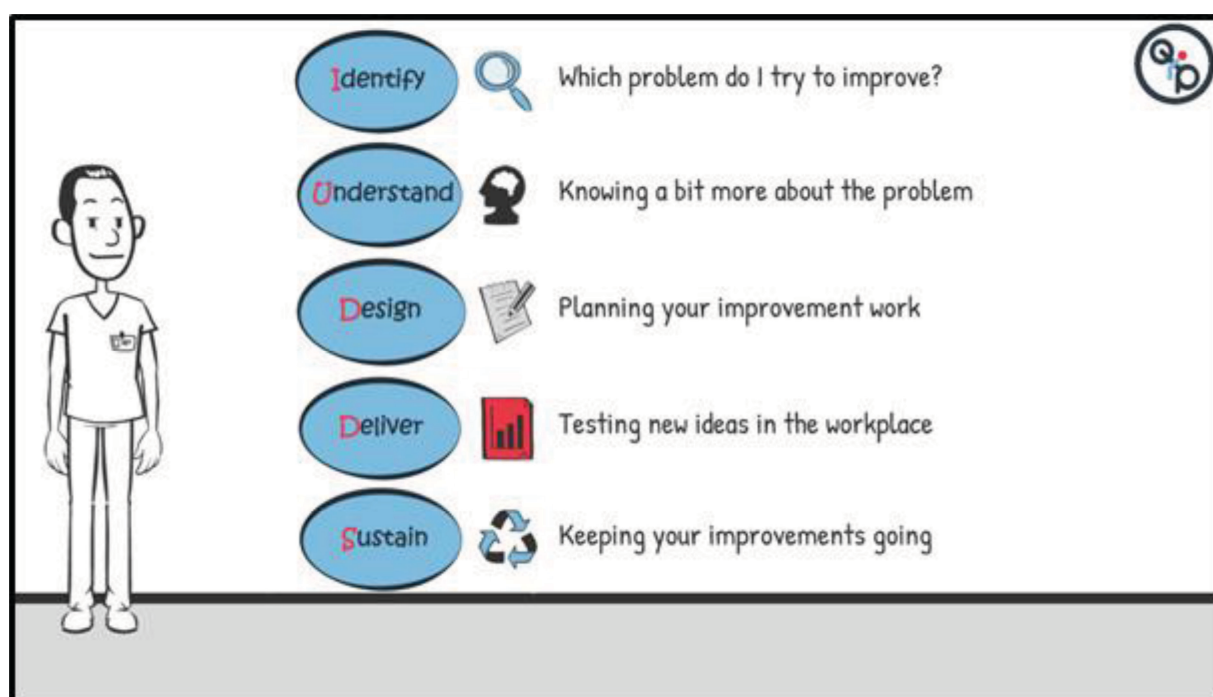 Identify Which problem do I try to improve?
Understand Knowing a bit more about the problem
Design Planning your improvement work
Deliver Testing new ideas in the workplace
Sustain Keeping your improvements going
Qip